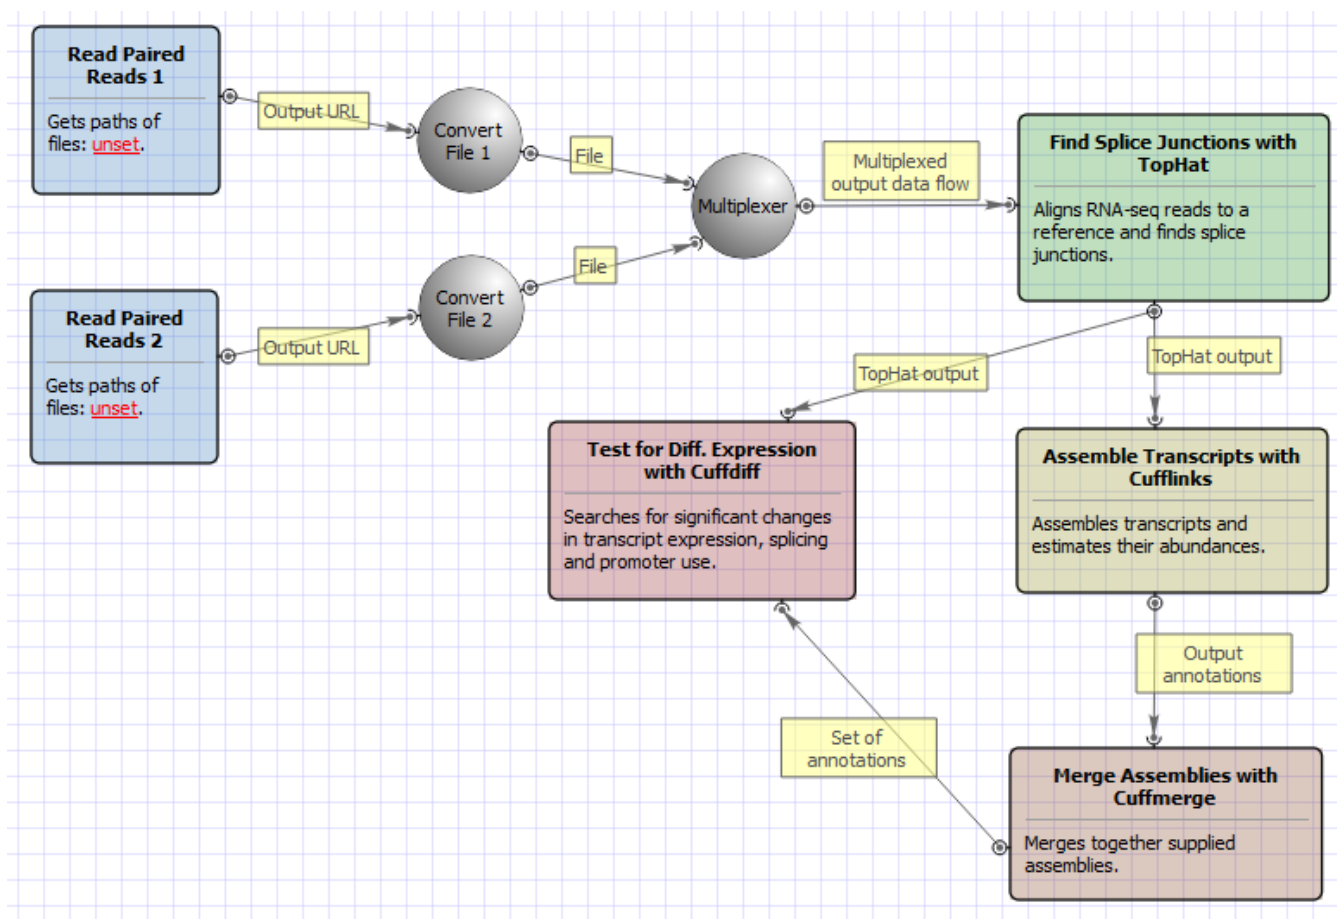 Read Paired
Reads 1
Gets paths of
files: unset.
Output URL
Convert
File 1
File
Multiplexer
Multiplexed
output data flow
Find Splice Junctions with
TopHat
Aligns RNA-seq reads to a
reference and finds splice
junctions.
Read Paired
Reads 2
Gets paths of
files: unset.
Output URL
Convert
File 2
File
TopHat output
TopHat output
Test for Diff. Expression
with Cuffdiff
Searches for significant changes
in transcript expression, splicing
and promoter use.
Assemble Transcripts with
Cufflinks
Assembles transcripts and
estimates their abundances.
Output
annotations
Set of
annotations
Merge Assemblies with
Cuffmerge
Merges together supplied
assemblies.